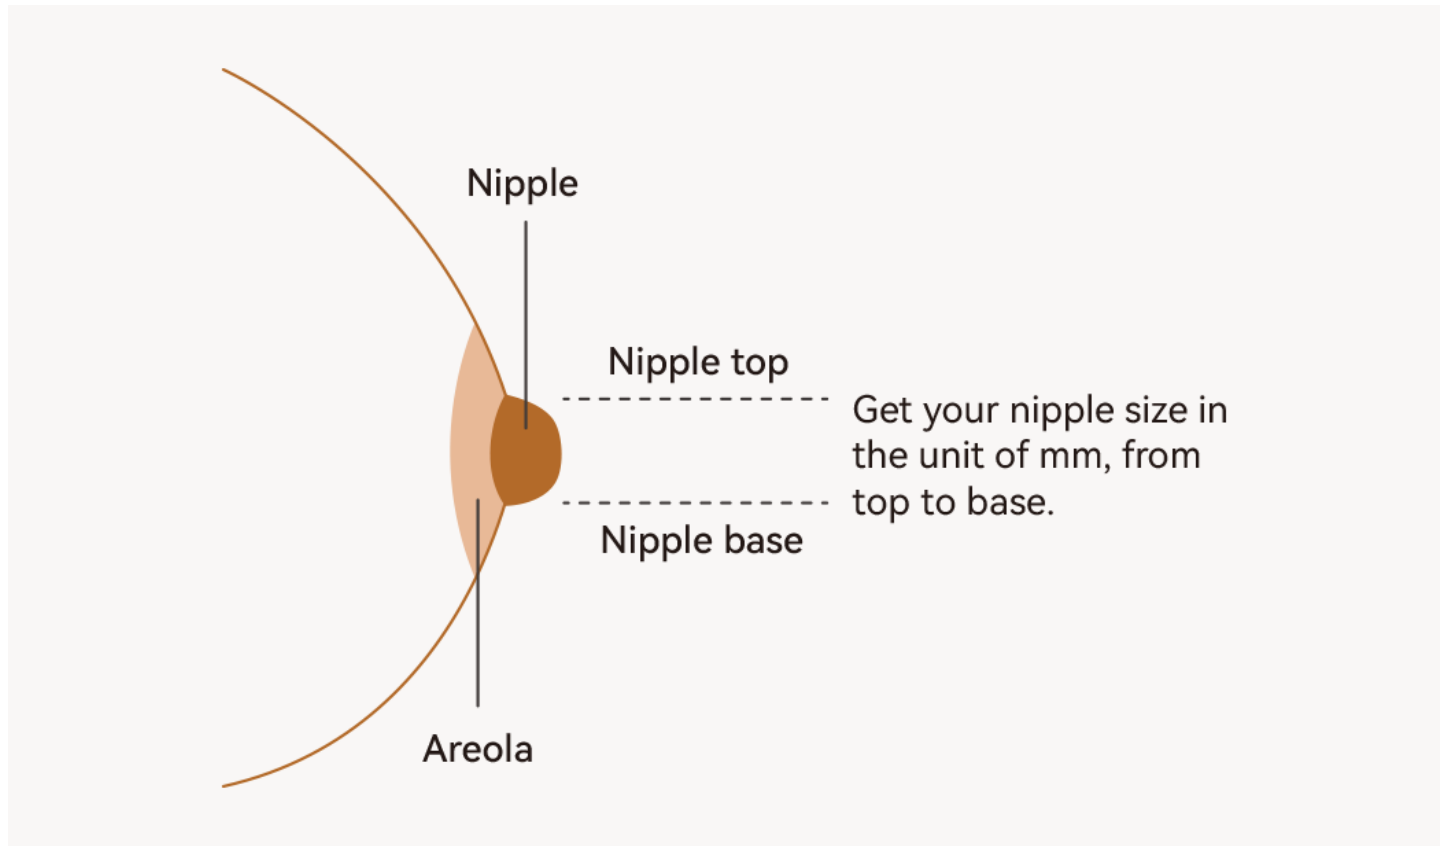 Nipple
Nipple top
Get your nipple size in
the unit of mm, from
top to base.
Nipple base
Areola